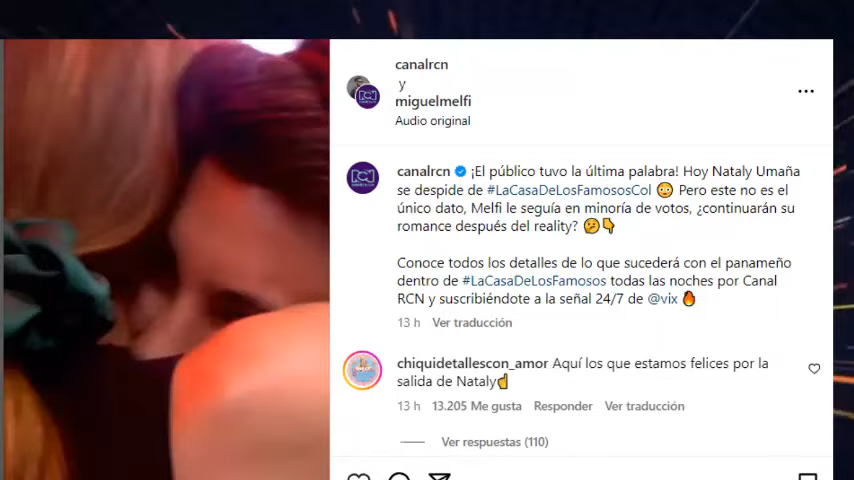 canalrcn
y
miguelmelfi
Audio original
canalrcn ¡El público tuvo la última palabra! Hoy Nataly Umaña
se despide de #LaCasaDeLosFamososCol 😳 Pero este no es el
único dato, Melfi le seguía en minoría de votos, ¿continuarán su
romance después del reality? 🤔👇
Conoce todos los detalles de lo que sucederá con el panameño
dentro de #LaCasaDeLosFamosos todas las noches por Canal
RCN y suscribiéndote a la señal 24/7 de @vix 🔥
13 h Ver traducción
chiquidetallescon_amor Aquí los que estamos felices por la
salida de Nataly☝
13 h 13.205 Me gusta Responder Ver traducción
Ver respuestas (110)